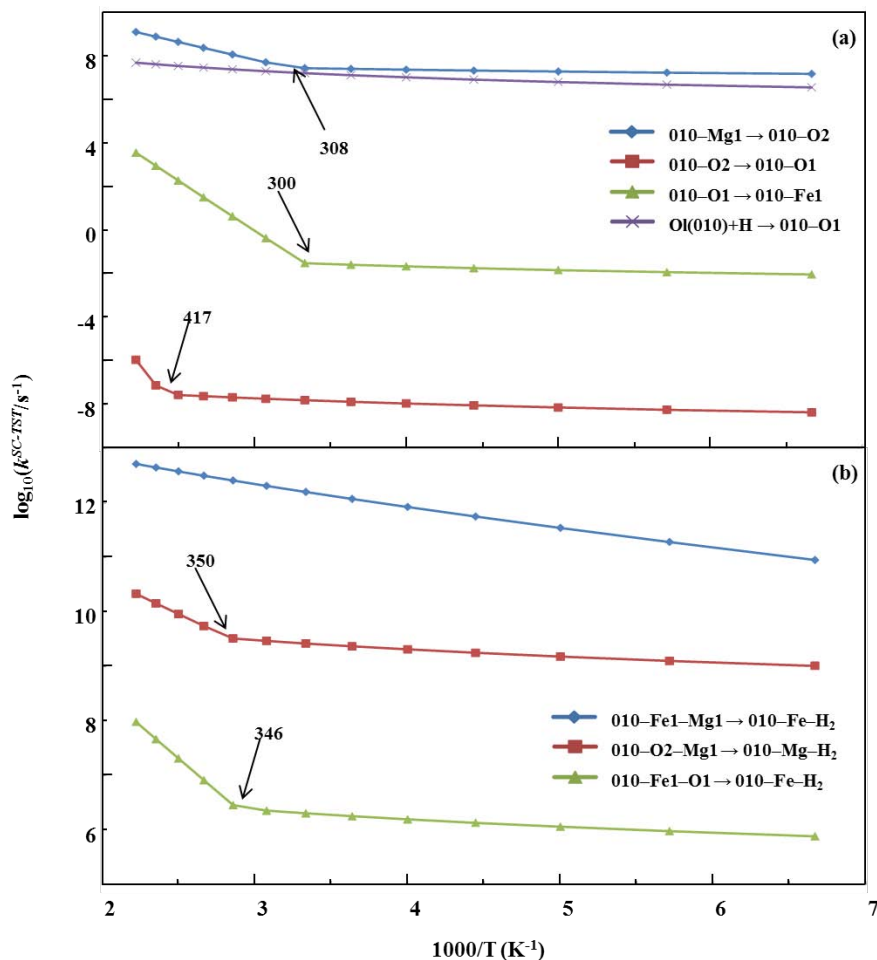 (a)
8
4
0
-4
-8
308
300
417
010–Mg1 → 010–O2
010–O2 → 010–O1
010–O1 → 010–Fe1
Ol(010)+H → 010–O1
log₁₀(k^SC-TST/s⁻¹)
(b)
12
10
8
6
350
346
010–Fe1–Mg1 → 010–Fe–H₂
010–O2–Mg1 → 010–Mg–H₂
010–Fe1–O1 → 010–Fe–H₂
2 3 4 5 6 7
1000/T (K⁻¹)